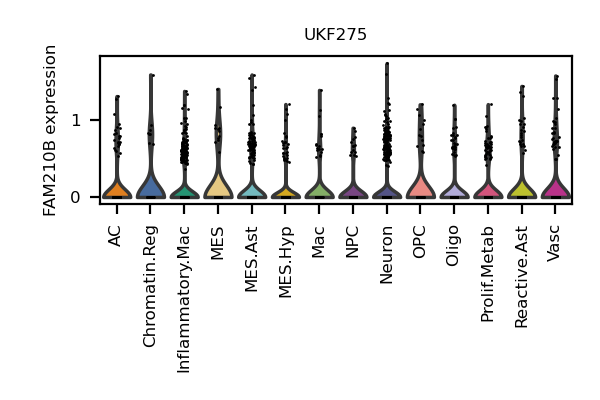 UKF275
FAM210B expression
1
0
AC
Chromatin.Reg
Inflammatory.Mac
MES
MES.Ast
MES.Hyp
Mac
NPC
Neuron
OPC
Oligo
Prolif.Metab
Reactive.Ast
Vasc